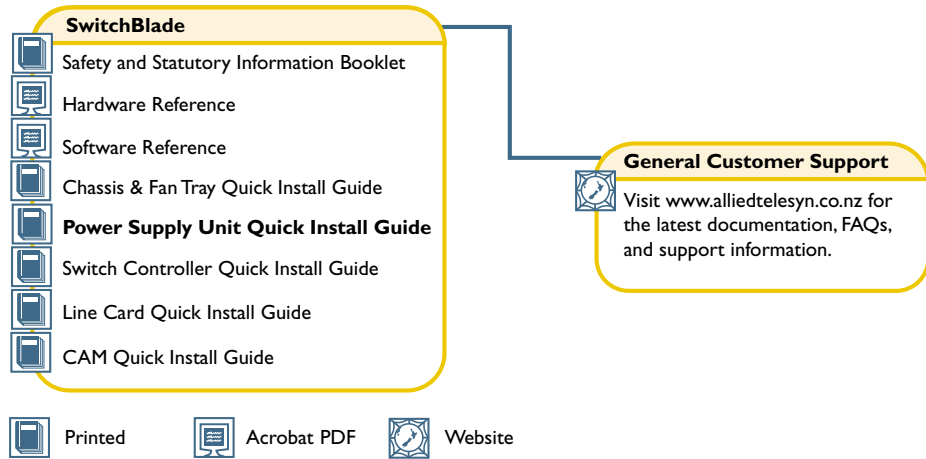 SwitchBlade
Safety and Statutory Information Booklet
Hardware Reference
Software Reference
Chassis & Fan Tray Quick Install Guide
Power Supply Unit Quick Install Guide
Switch Controller Quick Install Guide
Line Card Quick Install Guide
CAM Quick Install Guide
General Customer Support
Visit www.alliedtelesyn.co.nz for
the latest documentation, FAQs,
and support information.
Printed
Acrobat PDF
Website